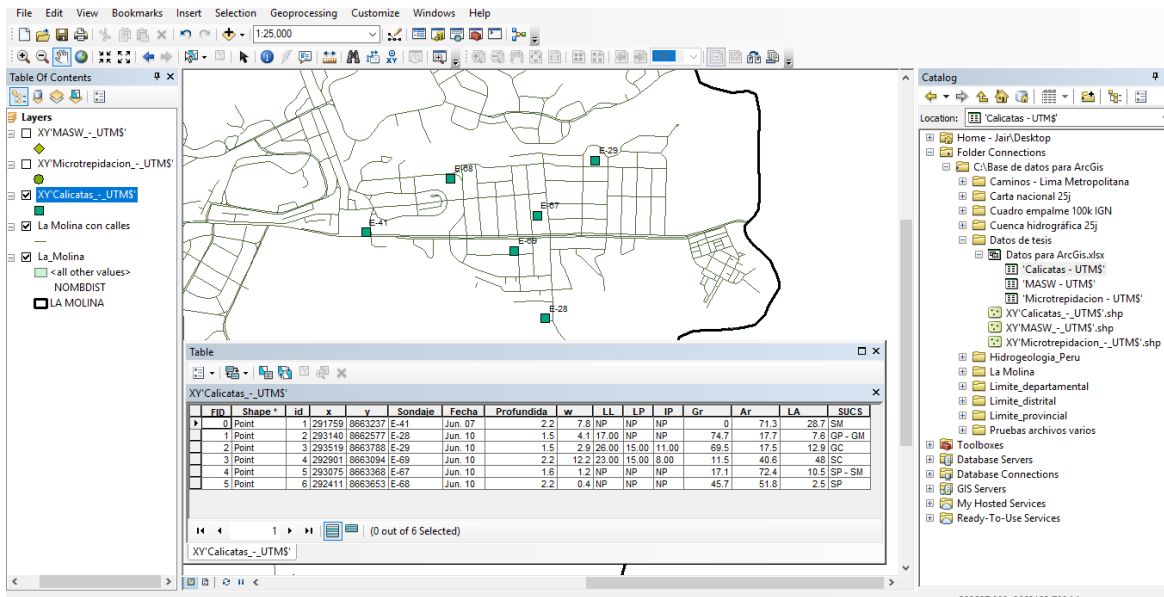 File Edit View Bookmarks Insert Selection Geoprocessing Customize Windows Help
1:25,000
Table Of Contents
Layers
XY'MASW_-_UTM$'
XY'Microtrepidacion_-_UTM$'
XY'Calicatas_-_UTM$'
La Molina con calles
La_Molina
<all other values>
NOMBDIST
LA MOLINA
E-29
E-68
E-67
E-41
E-69
E-28
Table
XY'Calicatas_-_UTM$'
FID Shape * id x y Sondaje Fecha Profundida w LL LP IP Gr Ar LA SUCS
0 Point 1 291759 8663237 E-41 Jun. 07 2.2 7.8 NP NP NP 0 71.3 28.7 SM
1 Point 2 293140 8662577 E-28 Jun. 10 1.5 4.1 17.00 NP NP 74.7 17.7 7.6 GP - GM
2 Point 3 293519 8663788 E-29 Jun. 10 1.5 2.9 26.00 15.00 11.00 69.5 17.5 12.9 GC
3 Point 4 292901 8663094 E-69 Jun. 10 2.2 12.2 23.00 15.00 8.00 11.5 40.6 48 SC
4 Point 5 293075 8663368 E-67 Jun. 10 1.6 1.2 NP NP NP 17.1 72.4 10.5 SP - SM
5 Point 6 292411 8663653 E-68 Jun. 10 2.2 0.4 NP NP NP 45.7 51.8 2.5 SP
1 (0 out of 6 Selected)
XY'Calicatas_-_UTM$'
Catalog
Location: 'Calicatas - UTM$'
Home - Jair\Desktop
Folder Connections
C:\Base de datos para ArcGis
Caminos - Lima Metropolitana
Carta nacional 25j
Cuadro empalme 100k IGN
Cuenca hidrográfica 25j
Datos de tesis
Datos para ArcGis.xlsx
'Calicatas - UTM$'
'MASW - UTM$'
'Microtrepidacion - UTM$'
XY'Calicatas_-_UTM$'.shp
XY'MASW_-_UTM$'.shp
XY'Microtrepidacion_-_UTM$'.shp
Hidrogeologia_Peru
La Molina
Limite_departamental
Limite_distrital
Limite_provincial
Pruebas archivos varios
Toolboxes
Database Servers
Database Connections
GIS Servers
My Hosted Services
Ready-To-Use Services